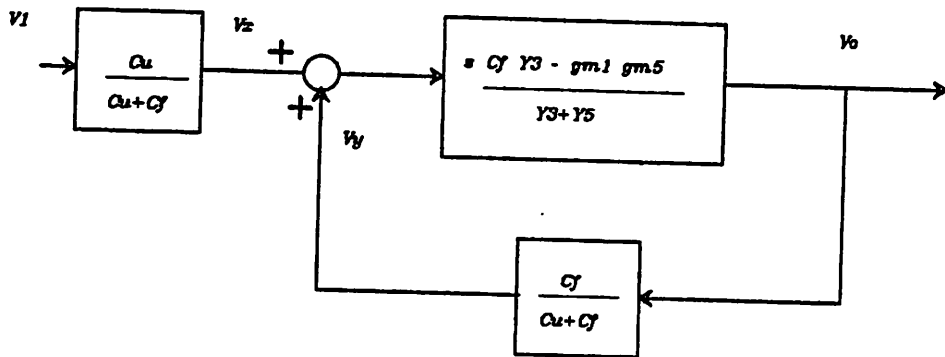 V1
Cu
Cu+Cf
Vx
+
+
Vy
s Cf Y3 - gm1 gm5
Y3+Y5
Vo
Cf
Cu+Cf